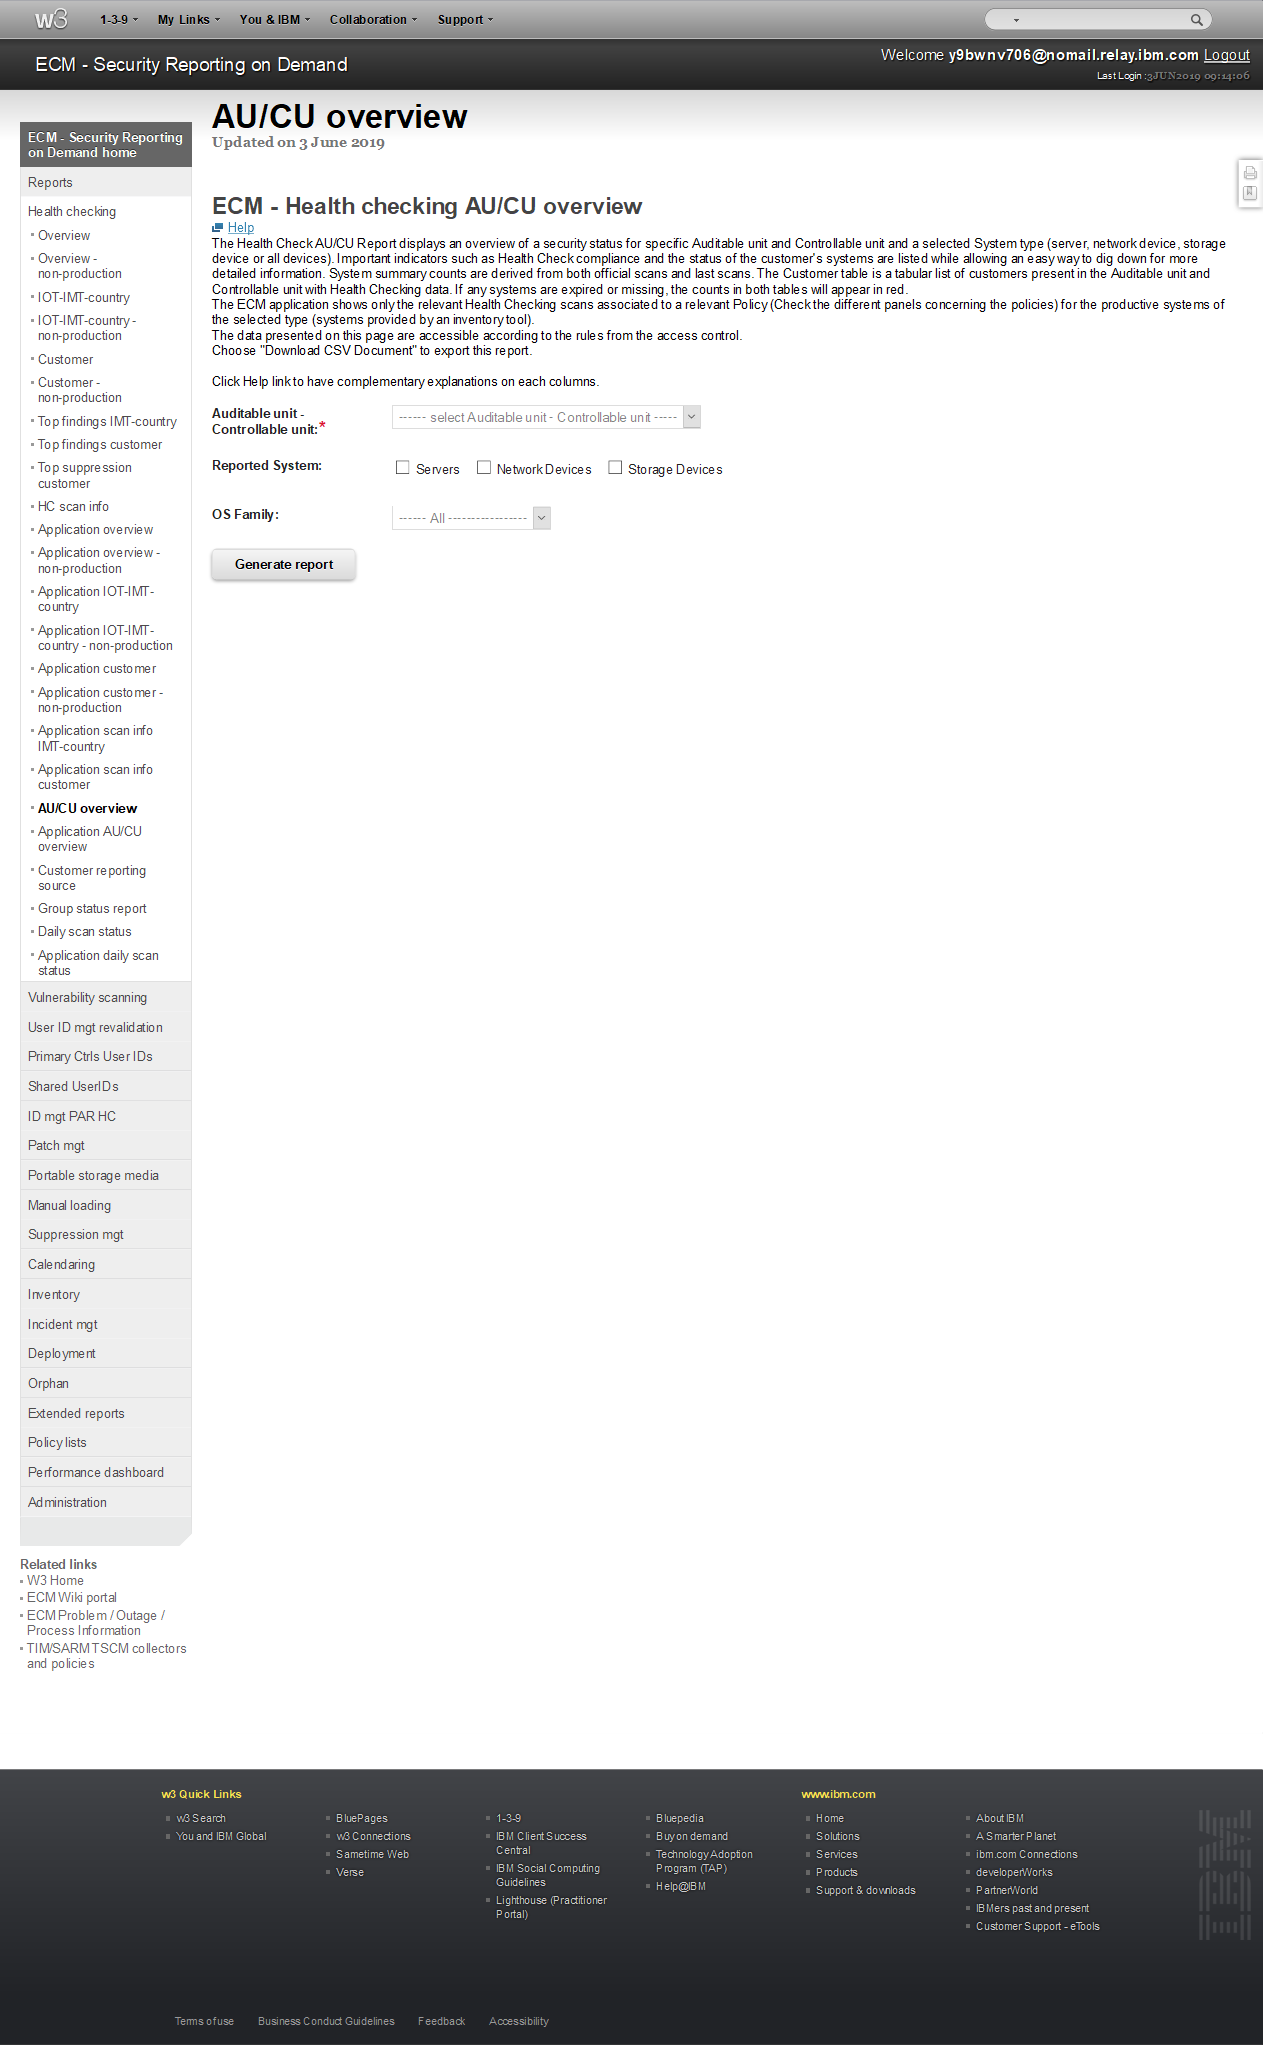 w3
1-3-9 My Links You & IBM Collaboration Support
ECM - Security Reporting on Demand
Welcome y9bwnv706@nomail.relay.ibm.com Logout
Last Login :3JUN2019 09:14:06
AU/CU overview
Updated on 3 June 2019
ECM - Security Reporting
on Demand home
Reports
Health checking
Overview
Overview -
non-production
IOT-IMT-country
IOT-IMT-country -
non-production
Customer
Customer -
non-production
Top findings IMT-country
Top findings customer
Top suppression
customer
HC scan info
Application overview
Application overview -
non-production
Application IOT-IMT-
country
Application IOT-IMT-
country - non-production
Application customer
Application customer -
non-production
Application scan info
IMT-country
Application scan info
customer
AU/CU overview
Application AU/CU
overview
Customer reporting
source
Group status report
Daily scan status
Application daily scan
status
Vulnerability scanning
User ID mgt revalidation
Primary Ctrls User IDs
Shared UserIDs
ID mgt PAR HC
Patch mgt
Portable storage media
Manual loading
Suppression mgt
Calendaring
Inventory
Incident mgt
Deployment
Orphan
Extended reports
Policy lists
Performance dashboard
Administration
Related links
W3 Home
ECM Wiki portal
ECM Problem / Outage /
Process Information
TIM/SARM TSCM collectors
and policies
ECM - Health checking AU/CU overview
Help
The Health Check AU/CU Report displays an overview of a security status for specific Auditable unit and Controllable unit and a selected System type (server, network device, storage
device or all devices). Important indicators such as Health Check compliance and the status of the customer's systems are listed while allowing an easy way to dig down for more
detailed information. System summary counts are derived from both official scans and last scans. The Customer table is a tabular list of customers present in the Auditable unit and
Controllable unit with Health Checking data. If any systems are expired or missing, the counts in both tables will appear in red.
The ECM application shows only the relevant Health Checking scans associated to a relevant Policy (Check the different panels concerning the policies) for the productive systems of
the selected type (systems provided by an inventory tool).
The data presented on this page are accessible according to the rules from the access control.
Choose "Download CSV Document" to export this report.
Click Help link to have complementary explanations on each columns.
Auditable unit -
Controllable unit:*
------ select Auditable unit - Controllable unit -----
Reported System: Servers Network Devices Storage Devices
OS Family: ------ All -----------------
Generate report
w3 Quick Links
w3 Search
You and IBM Global
BluePages
w3 Connections
Sametime Web
Verse
1-3-9
IBM Client Success
Central
IBM Social Computing
Guidelines
Lighthouse (Practitioner
Portal)
Bluepedia
Buy on demand
Technology Adoption
Program (TAP)
Help@IBM
www.ibm.com
Home
Solutions
Services
Products
Support & downloads
About IBM
A Smarter Planet
ibm.com Connections
developerWorks
PartnerWorld
IBMers past and present
Customer Support - eTools
IBM
Terms of use Business Conduct Guidelines Feedback Accessibility